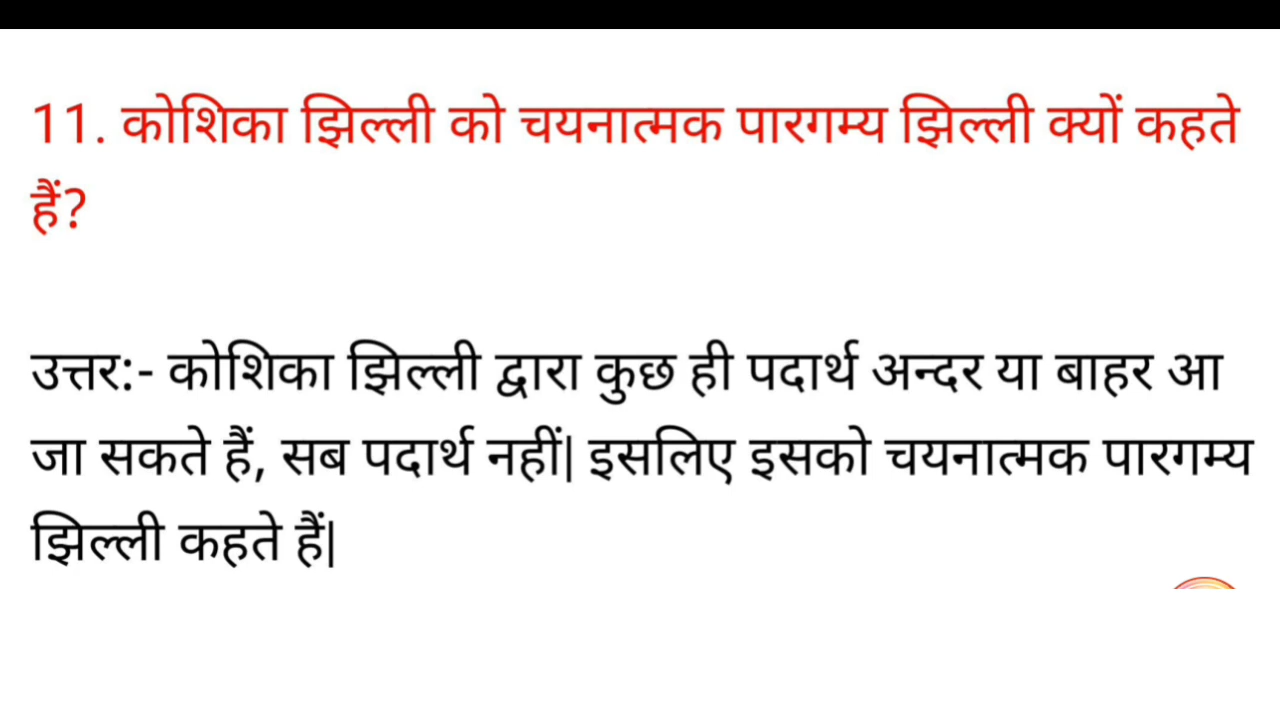 11. कोशिका झिल्ली को चयनात्मक पारगम्य झिल्ली क्यों कहते
हैं?
उत्तर:- कोशिका झिल्ली द्वारा कुछ ही पदार्थ अन्दर या बाहर आ
जा सकते हैं, सब पदार्थ नहीं| इसलिए इसको चयनात्मक पारगम्य
झिल्ली कहते हैं|